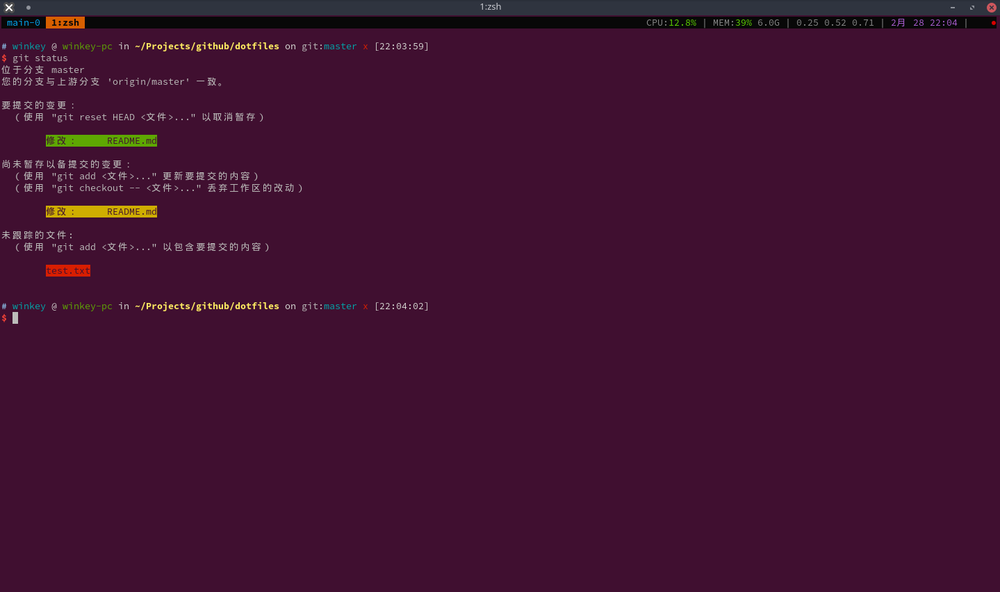 1:zsh
main-0 1:zsh CPU:12.8% | MEM:39% 6.0G | 0.25 0.52 0.71 | 2月 28 22:04 |
# winkey @ winkey-pc in ~/Projects/github/dotfiles on git:master x [22:03:59]
$ git status
位于分支 master
您的分支与上游分支 'origin/master' 一致。
要提交的变更：
（使用 "git reset HEAD <文件>..." 以取消暂存）
修改： README.md
尚未暂存以备提交的变更：
（使用 "git add <文件>..." 更新要提交的内容）
（使用 "git checkout -- <文件>..." 丢弃工作区的改动）
修改： README.md
未跟踪的文件:
（使用 "git add <文件>..." 以包含要提交的内容）
test.txt
# winkey @ winkey-pc in ~/Projects/github/dotfiles on git:master x [22:04:02]
$